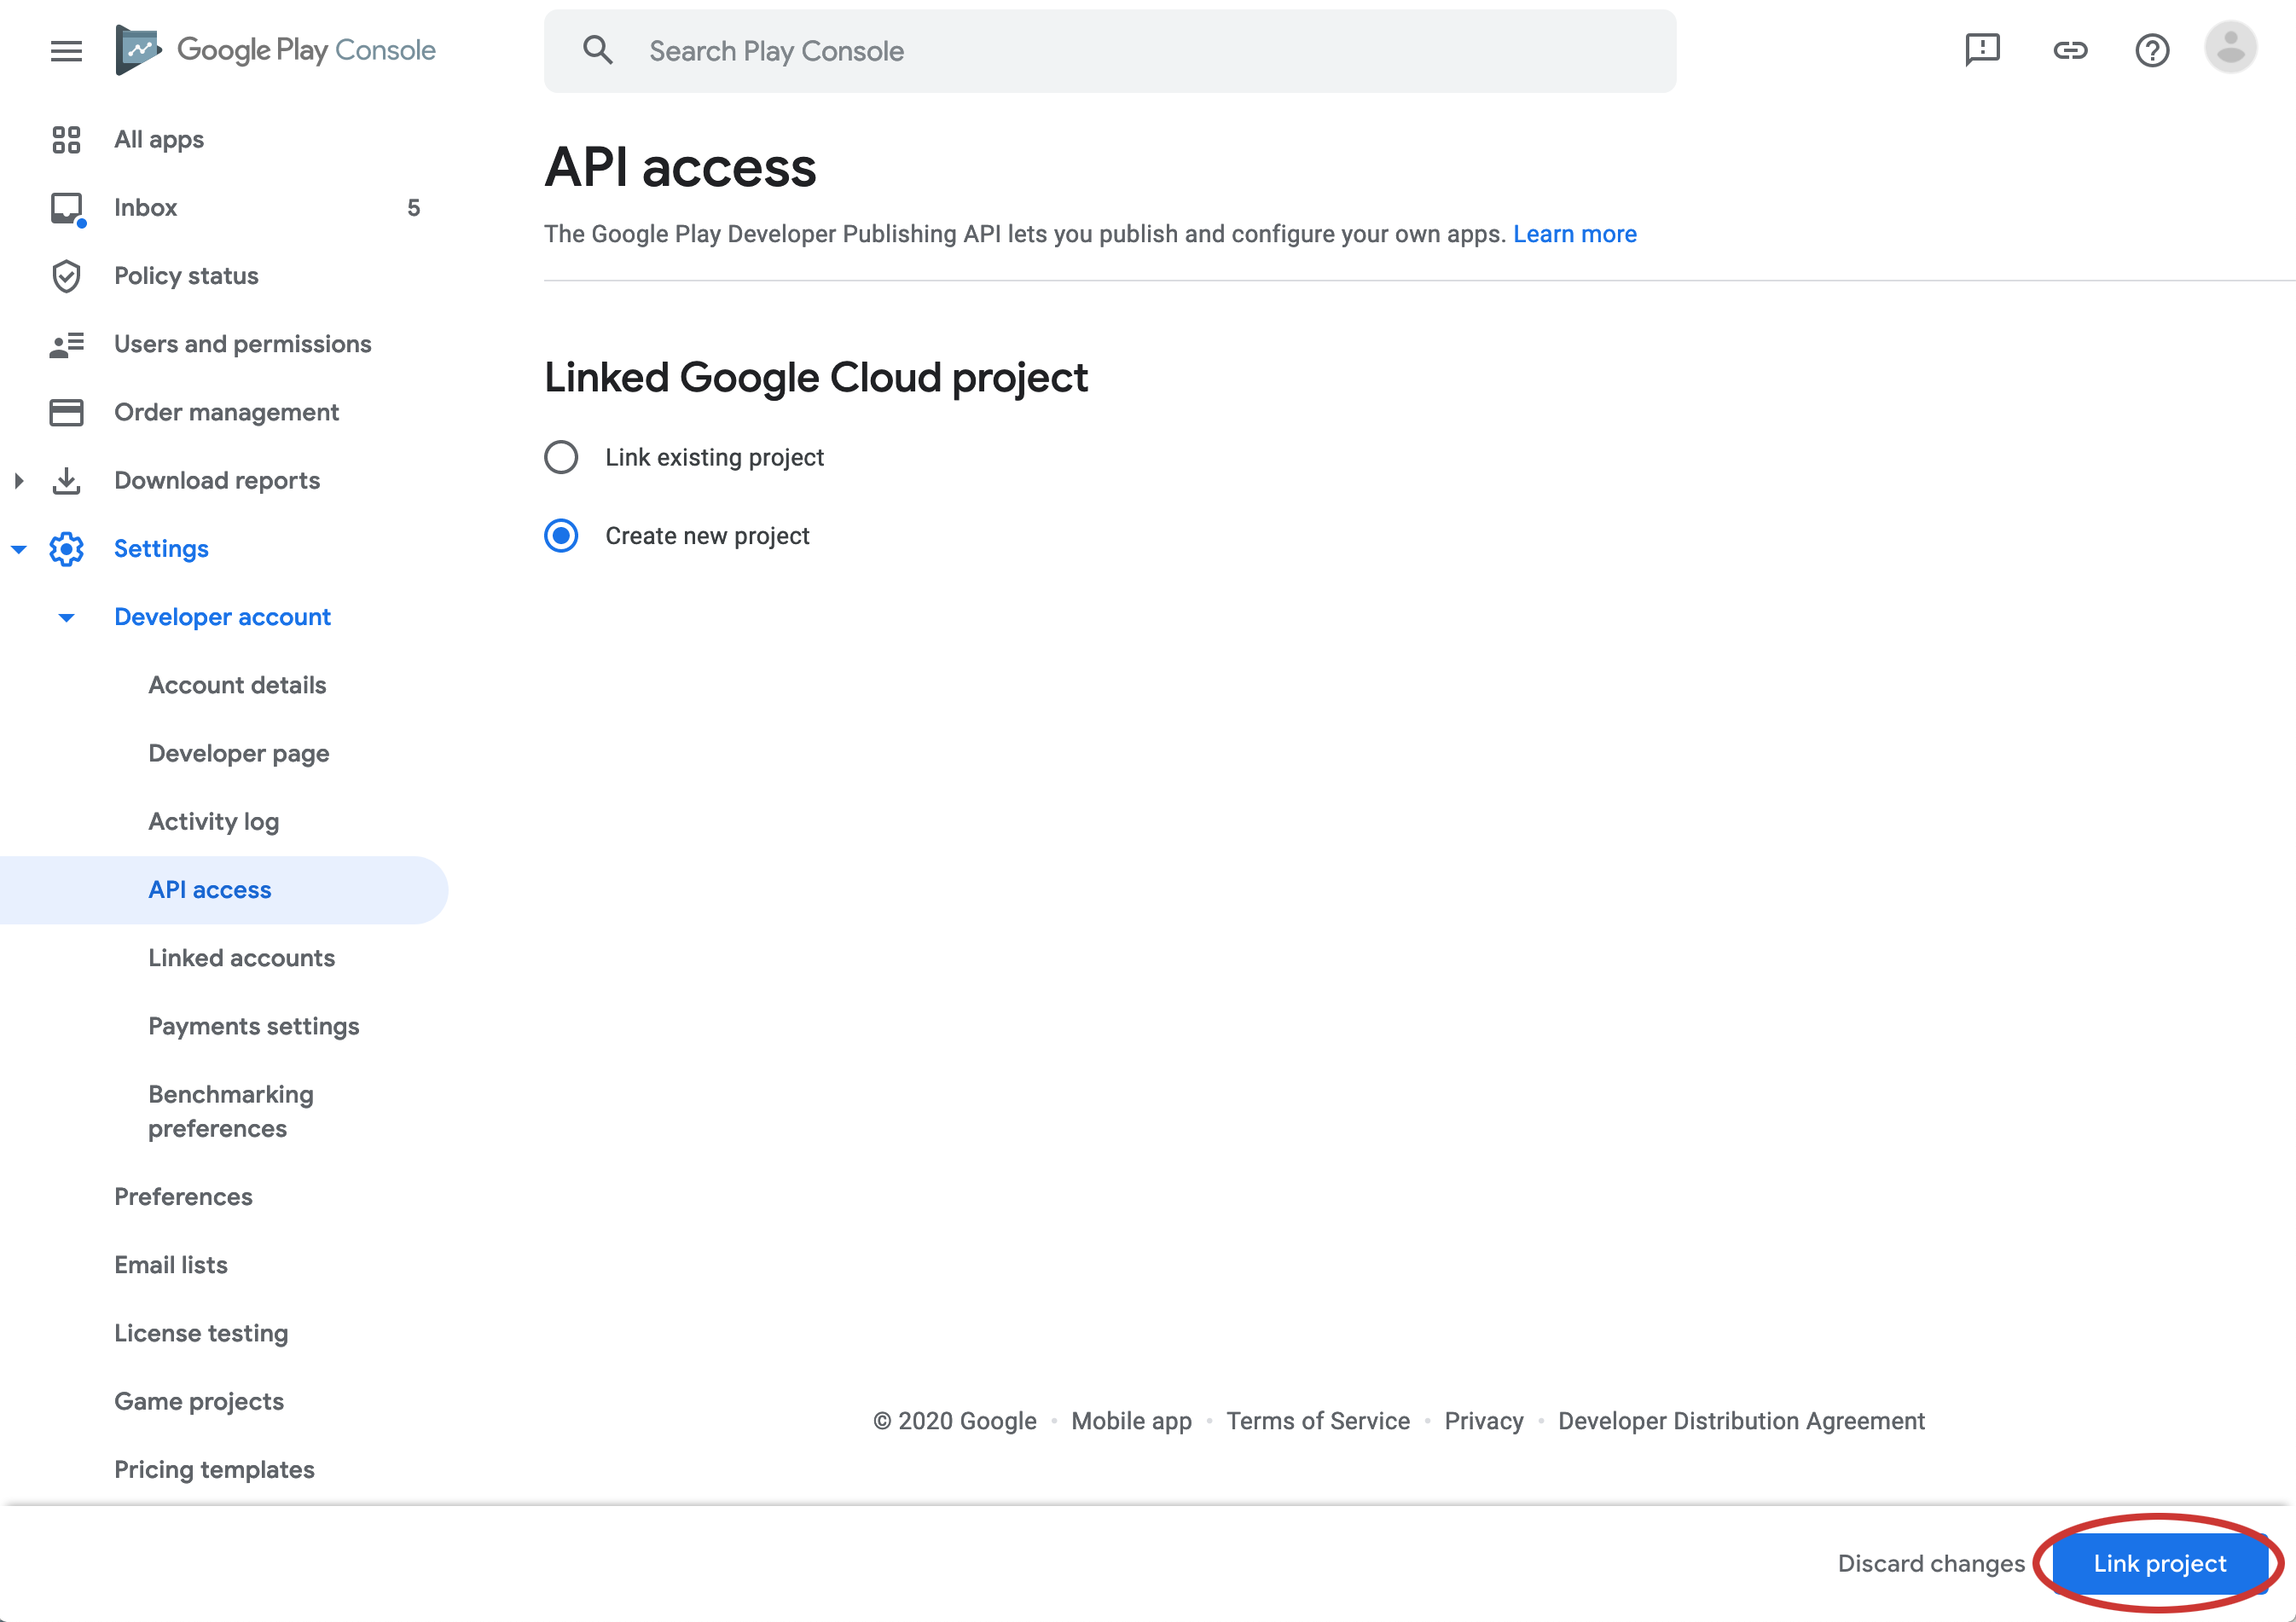 Google Play Console
Search Play Console
All apps
Inbox 5
Policy status
Users and permissions
Order management
Download reports
Settings
Developer account
Account details
Developer page
Activity log
API access
Linked accounts
Payments settings
Benchmarking
preferences
Preferences
Email lists
License testing
Game projects
Pricing templates
API access
The Google Play Developer Publishing API lets you publish and configure your own apps. Learn more
Linked Google Cloud project
Link existing project
Create new project
© 2020 Google • Mobile app • Terms of Service • Privacy • Developer Distribution Agreement
Discard changes
Link project